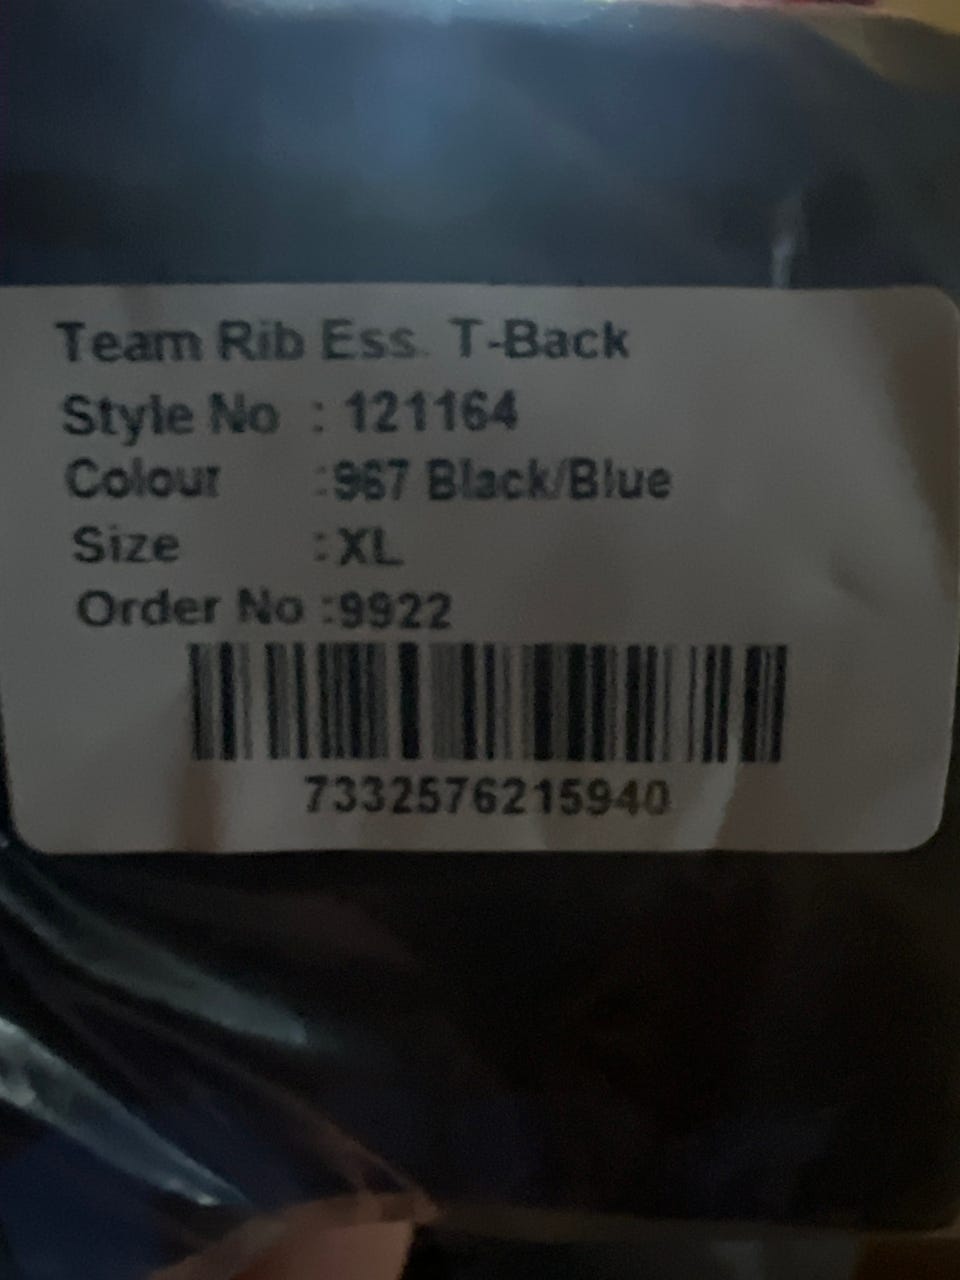 Team Rib Ess. T-Back
Style No : 121164
Colour :967 Black/Blue
Size :XL
Order No :9922
7332576215940